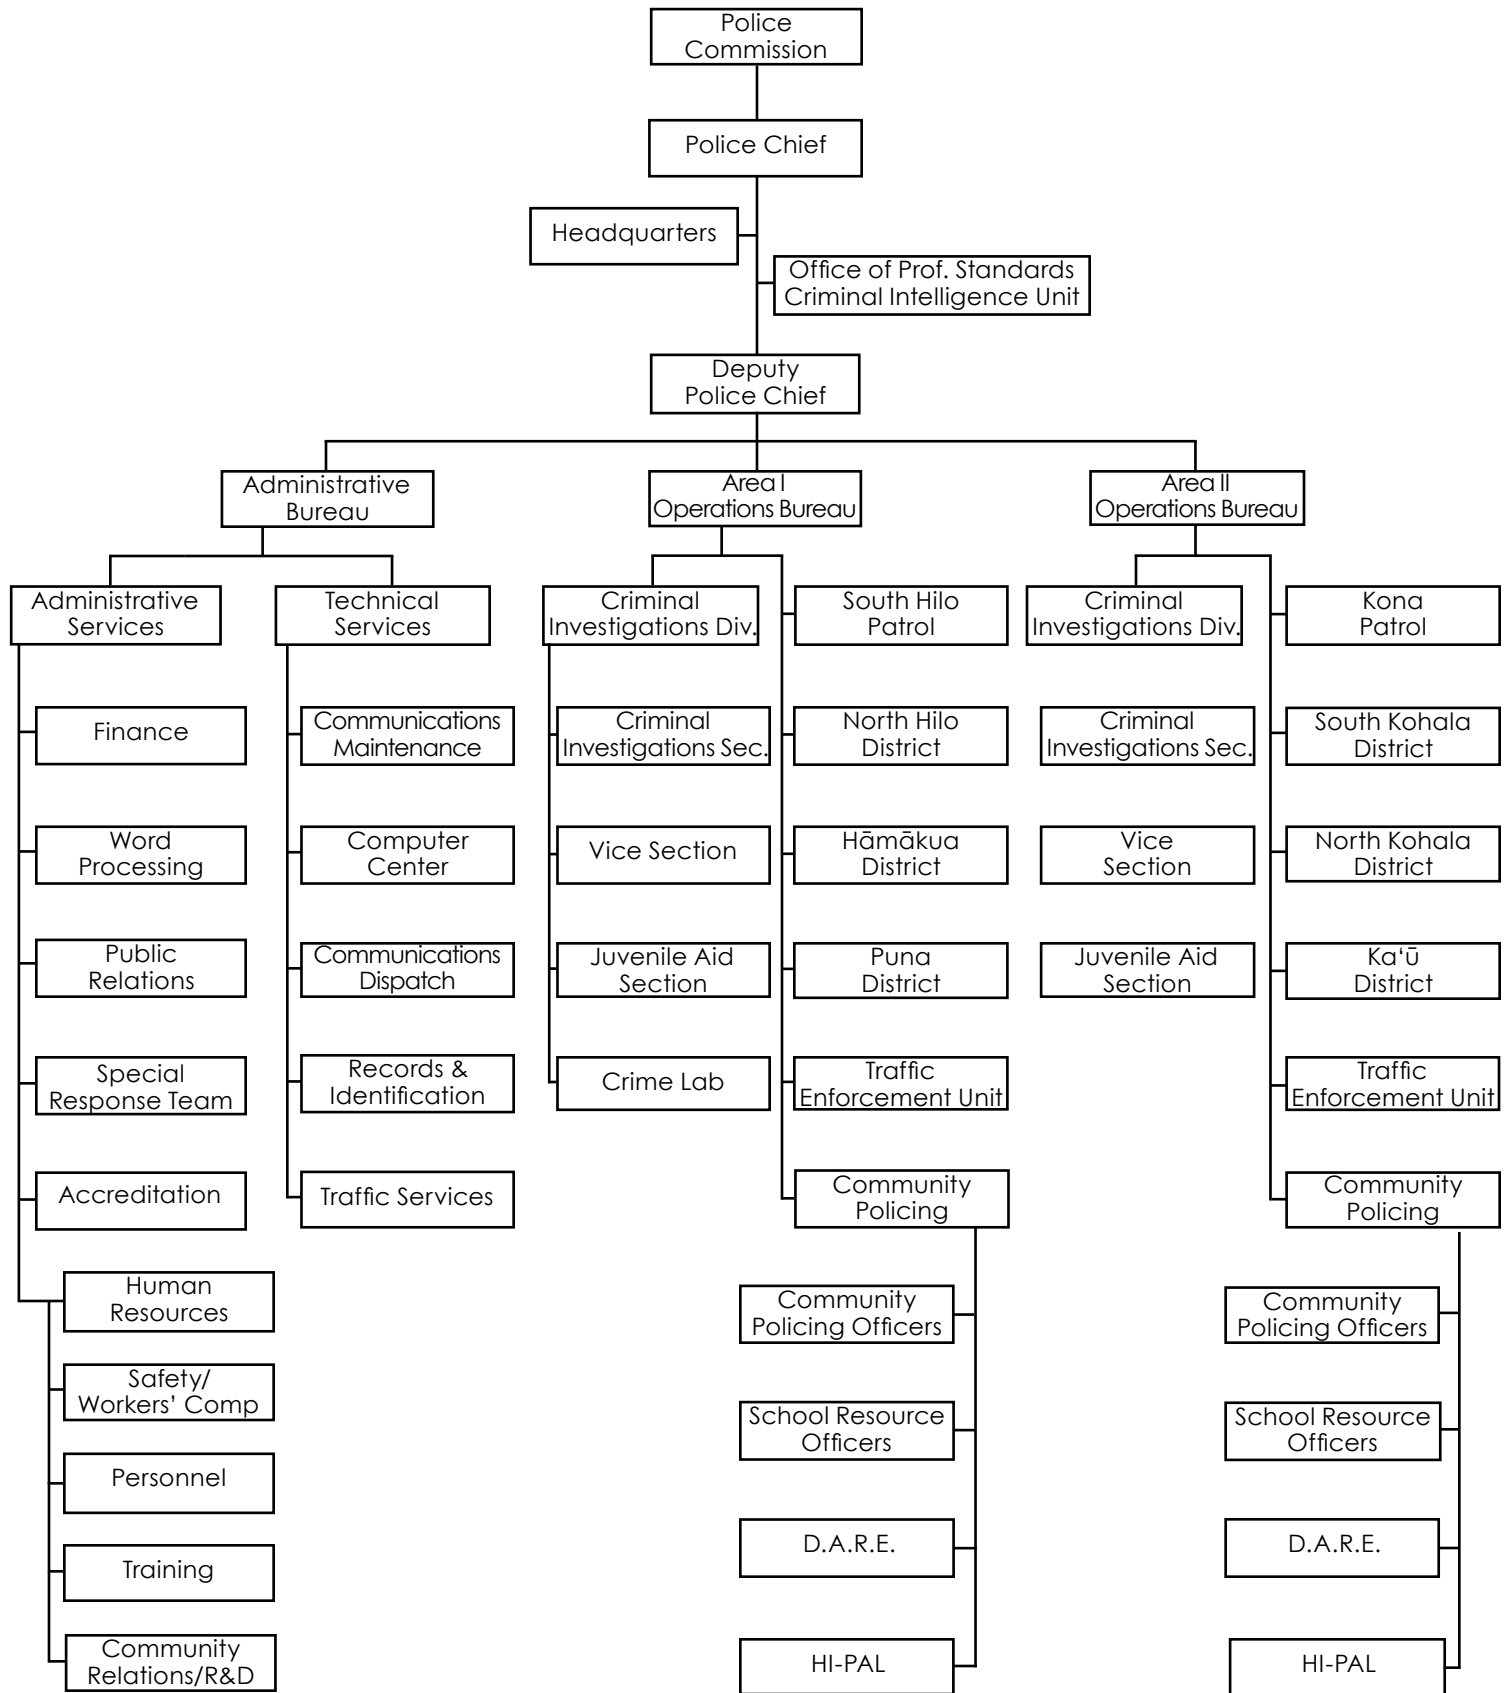 Police
Commission
Police Chief
Headquarters
Office of Prof. Standards
Criminal Intelligence Unit
Deputy
Police Chief
Administrative
Bureau
Area I
Operations Bureau
Area II
Operations Bureau
Administrative
Services
Technical
Services
Criminal
Investigations Div.
South Hilo
Patrol
Criminal
Investigations Div.
Kona
Patrol
Finance
Communications
Maintenance
Criminal
Investigations Sec.
North Hilo
District
Criminal
Investigations Sec.
South Kohala
District
Word
Processing
Computer
Center
Vice Section
Hāmākua
District
Vice
Section
North Kohala
District
Public
Relations
Communications
Dispatch
Juvenile Aid
Section
Puna
District
Juvenile Aid
Section
Kaʻū
District
Special
Response Team
Records &
Identification
Crime Lab
Traffic
Enforcement Unit
Traffic
Enforcement Unit
Accreditation
Traffic Services
Community
Policing
Community
Policing
Human
Resources
Community
Policing Officers
Community
Policing Officers
Safety/
Workers’ Comp
School Resource
Officers
School Resource
Officers
Personnel
Training
D.A.R.E.
D.A.R.E.
Community
Relations/R&D
HI-PAL
HI-PAL